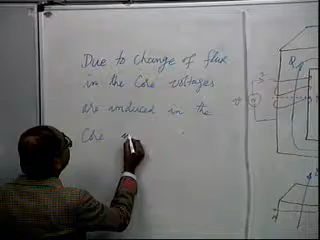 Due to change of flux
in the Core voltages
are induced in the
Core